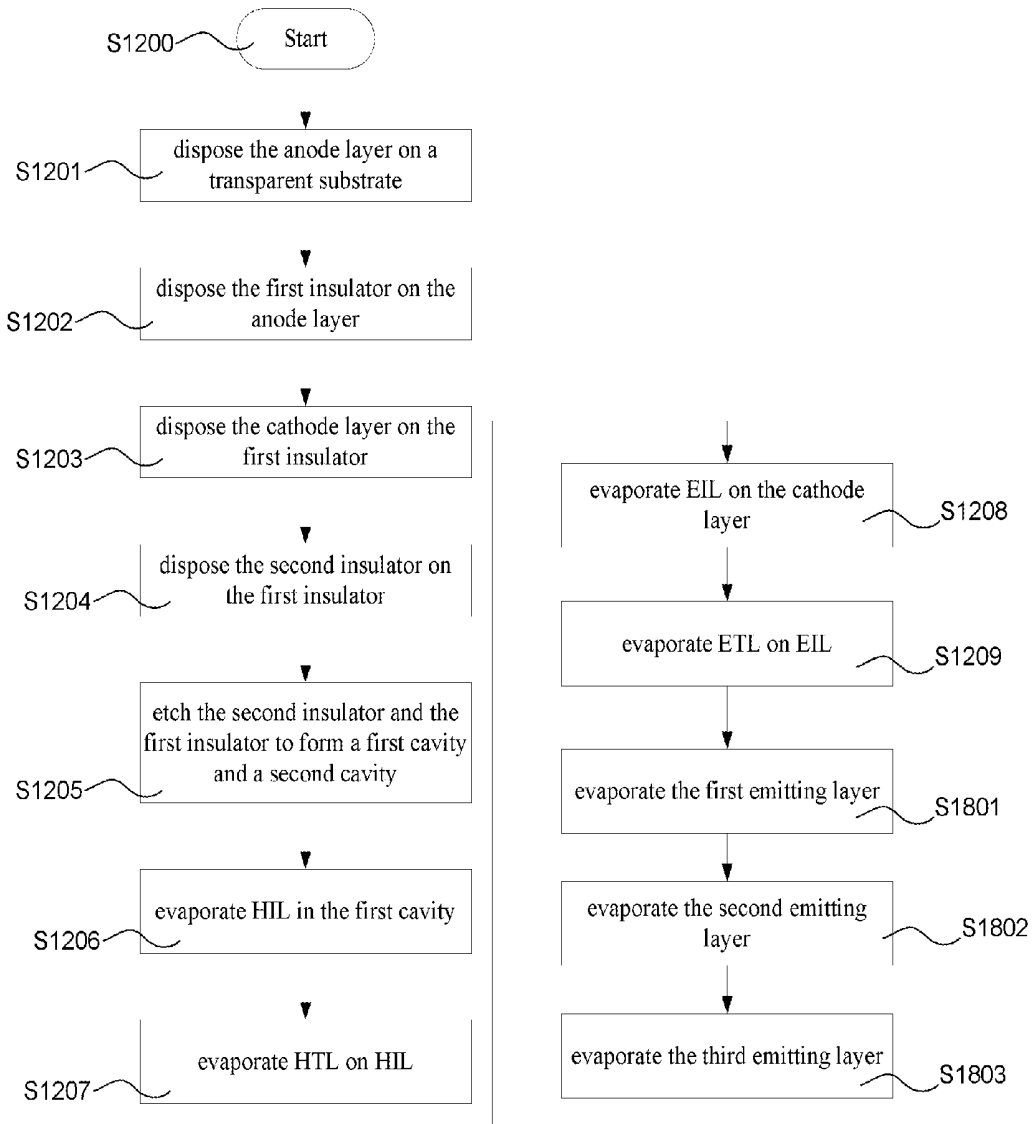 S1200
Start
S1201
dispose the anode layer on a
transparent substrate
S1202
dispose the first insulator on the
anode layer
S1203
dispose the cathode layer on the
first insulator
S1204
dispose the second insulator on
the first insulator
S1205
etch the second insulator and the
first insulator to form a first cavity
and a second cavity
S1206
evaporate HIL in the first cavity
S1207
evaporate HTL on HIL
evaporate EIL on the cathode
layer
S1208
evaporate ETL on EIL
S1209
evaporate the first emitting layer
S1801
evaporate the second emitting
layer
S1802
evaporate the third emitting layer
S1803